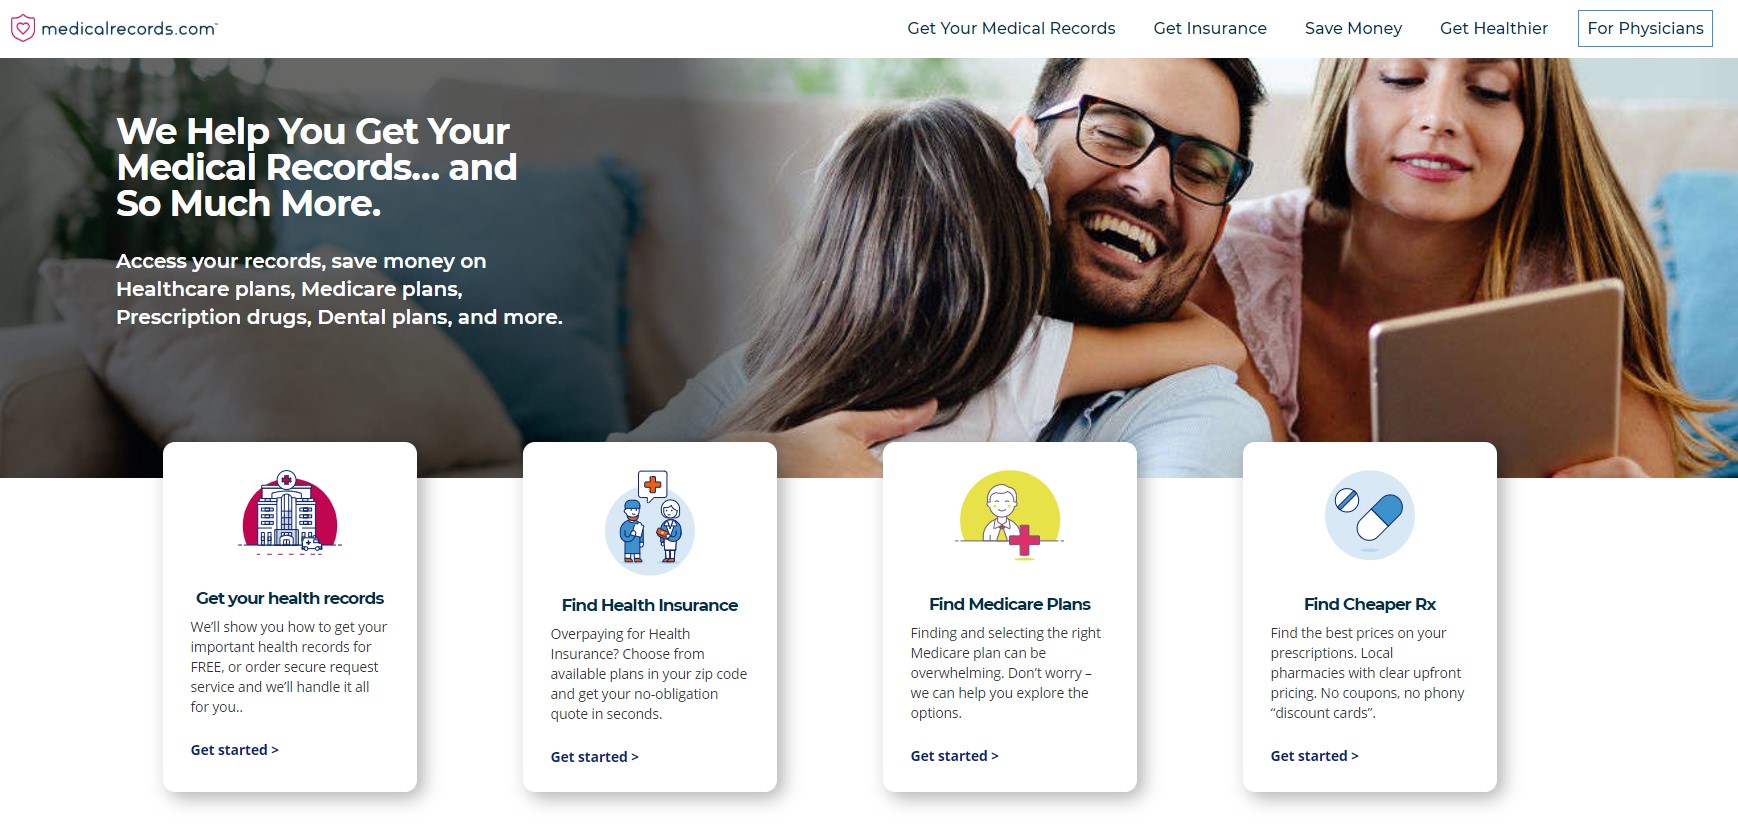 medicalrecords.com™
Get Your Medical Records
Get Insurance
Save Money
Get Healthier
For Physicians
We Help You Get Your
Medical Records... and
So Much More.
Access your records, save money on
Healthcare plans, Medicare plans,
Prescription drugs, Dental plans, and more.
Get your health records
We’ll show you how to get your
important health records for
FREE, or order secure request
service and we’ll handle it all
for you..
Get started >
Find Health Insurance
Overpaying for Health
Insurance? Choose from
available plans in your zip code
and get your no-obligation
quote in seconds.
Get started >
Find Medicare Plans
Finding and selecting the right
Medicare plan can be
overwhelming. Don’t worry –
we can help you explore the
options.
Get started >
Find Cheaper Rx
Find the best prices on your
prescriptions. Local
pharmacies with clear upfront
pricing. No coupons, no phony
“discount cards”.
Get started >